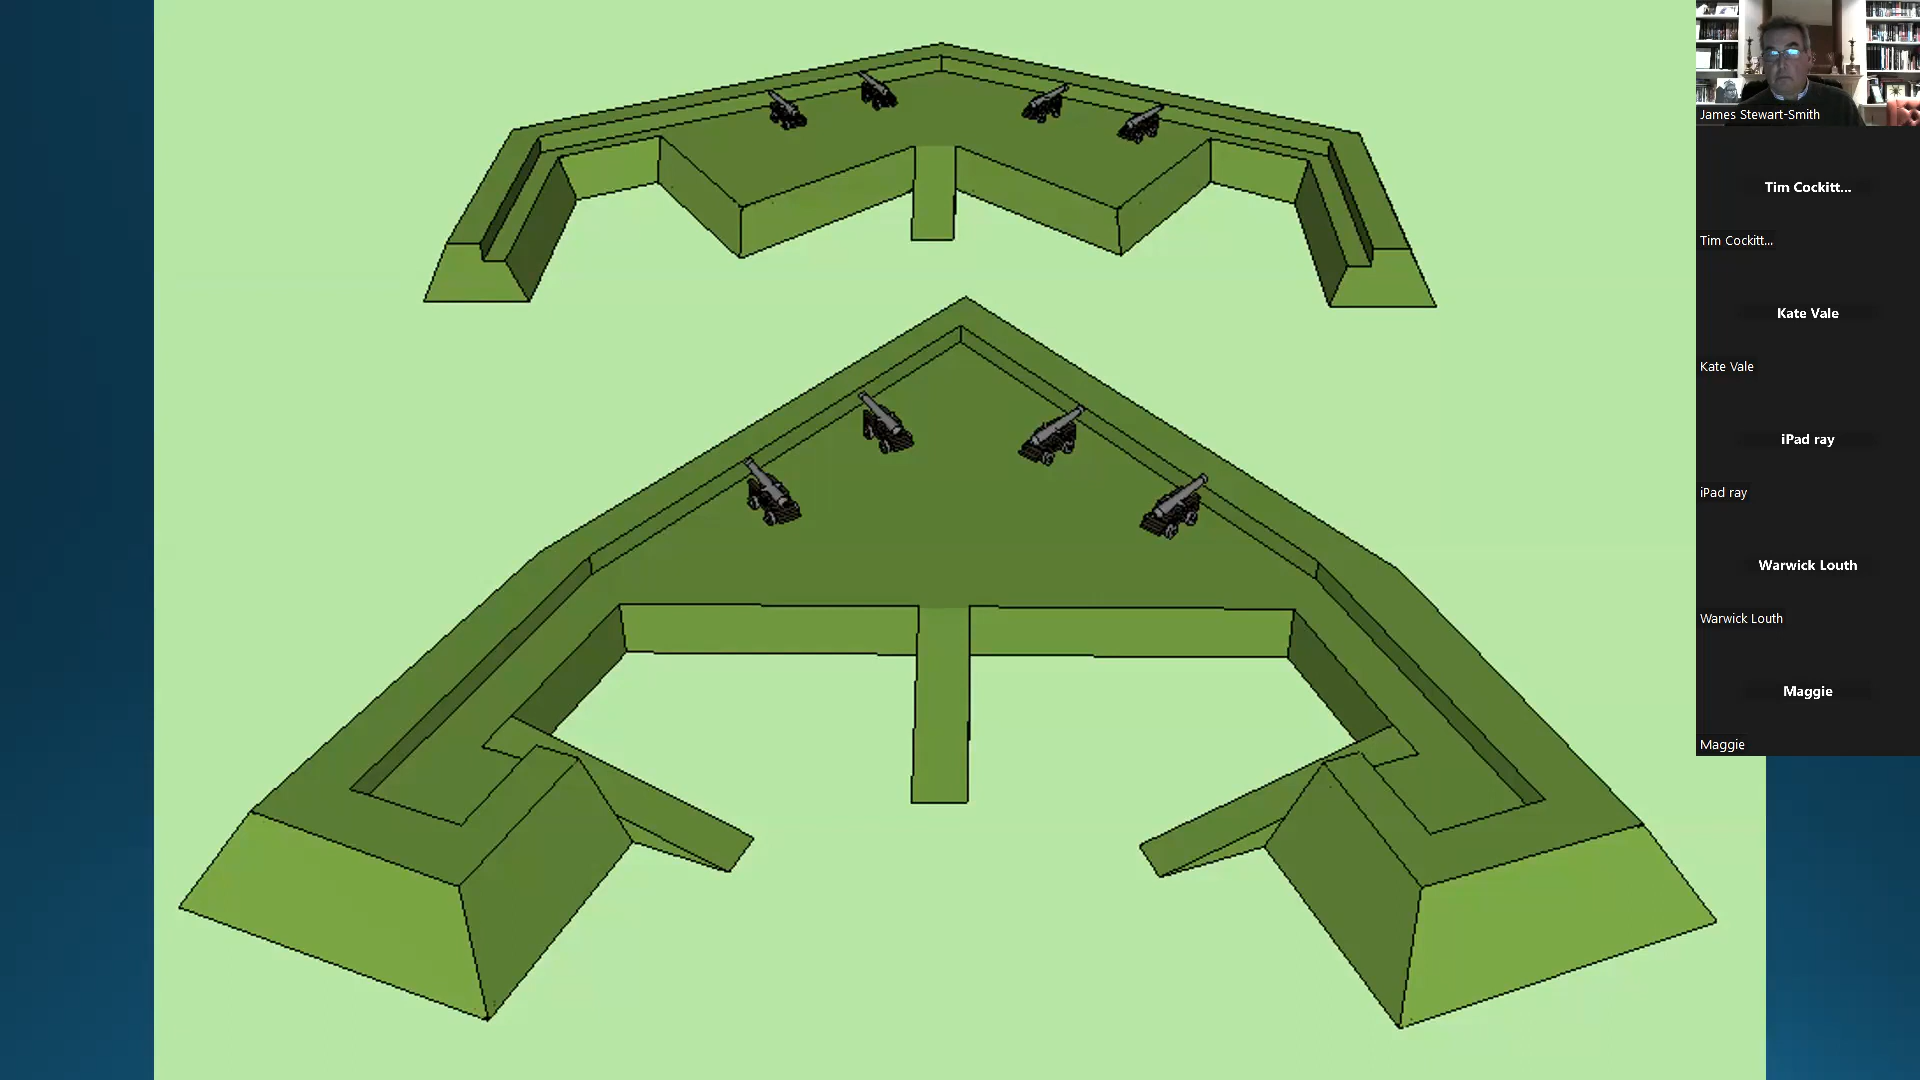 James Stewart-Smith
Tim Cockitt...
Tim Cockitt...
Kate Vale
Kate Vale
iPad ray
iPad ray
Warwick Louth
Warwick Louth
Maggie
Maggie